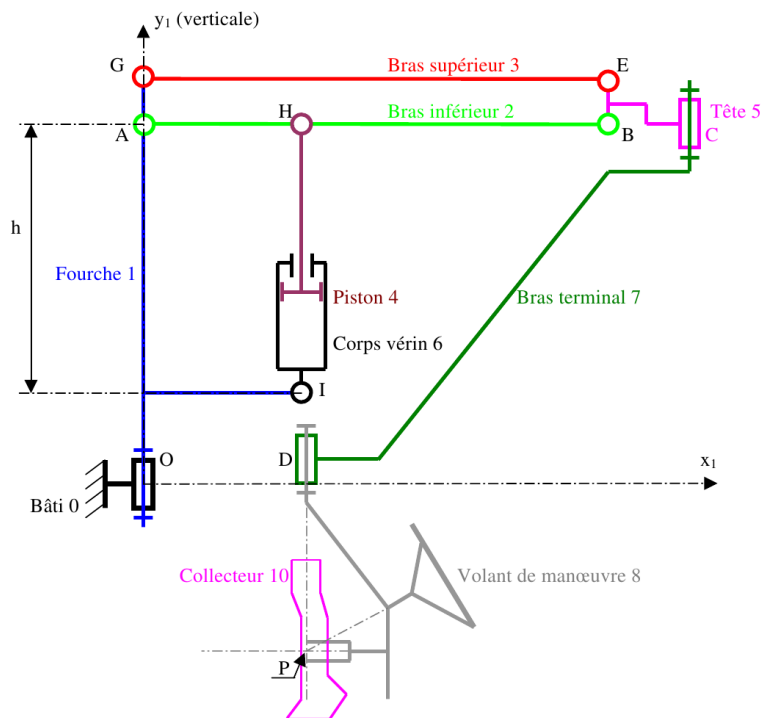 y₁ (verticale)
G
E
Bras supérieur 3
H
Bras inférieur 2
Tête 5
A
B
C
h
Fourche 1
Piston 4
Bras terminal 7
Corps vérin 6
I
O
D
x₁
Bâti 0
Collecteur 10
Volant de manœuvre 8
P